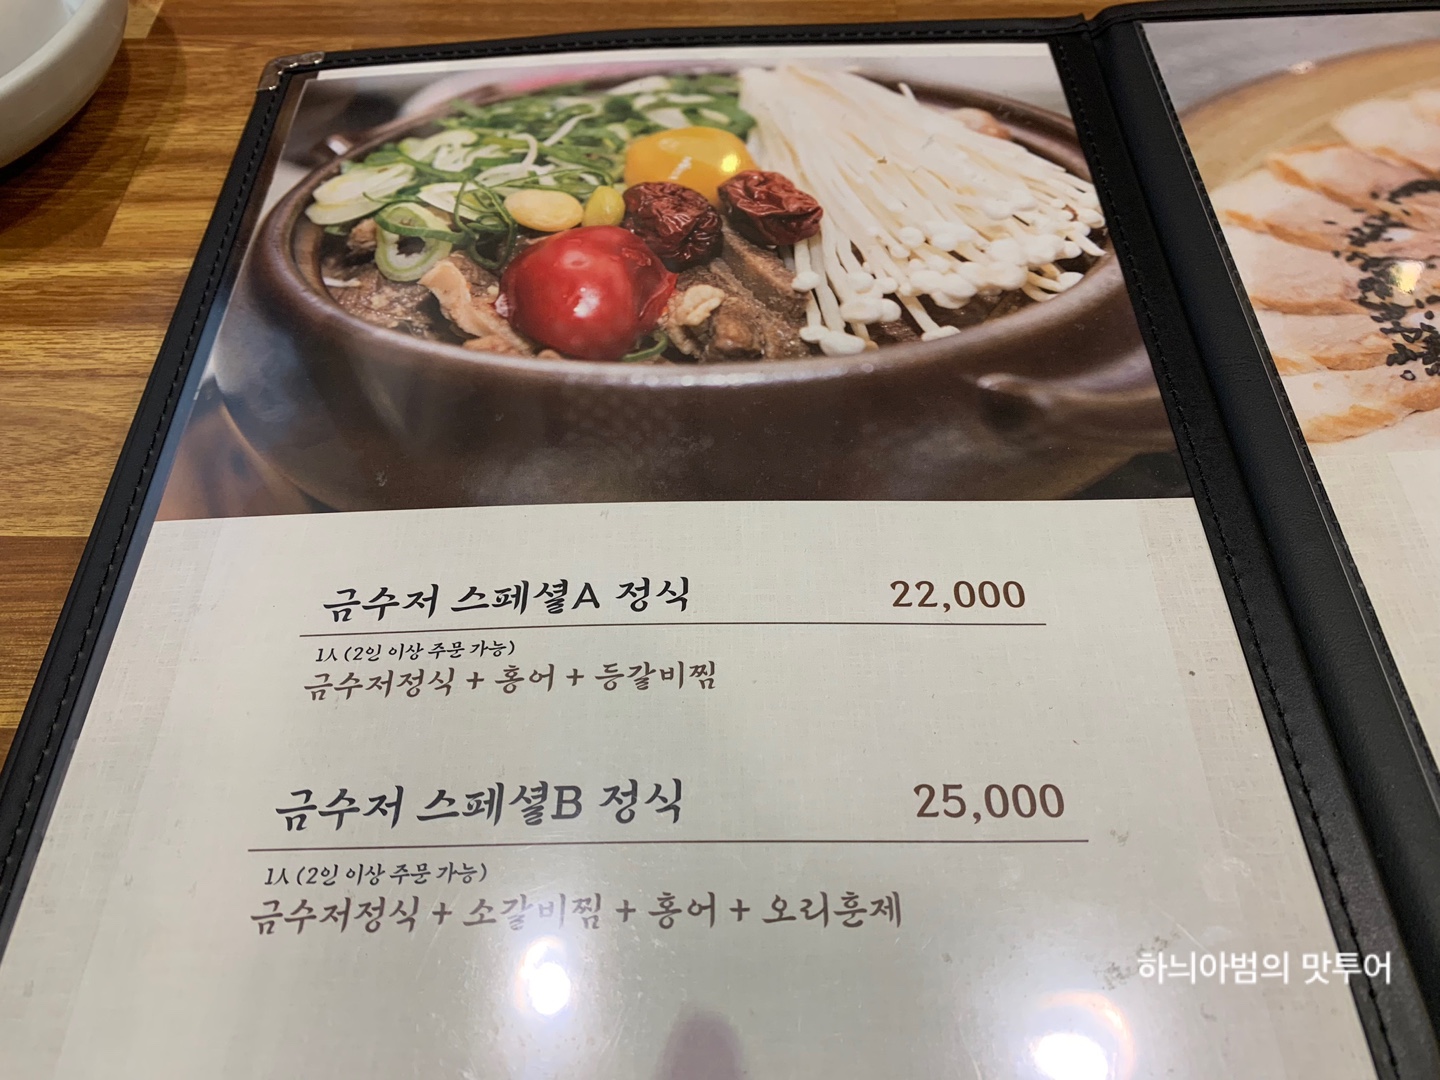 금수저 스페셜A 정식 22,000
1人 (2인 이상 주문 가능)
금수저정식 + 홍어 + 등갈비찜
금수저 스페셜B 정식 25,000
1人 (2인 이상 주문 가능)
금수저정식 + 소갈비찜 + 홍어 + 오리훈제
하늬아범의 맛투어